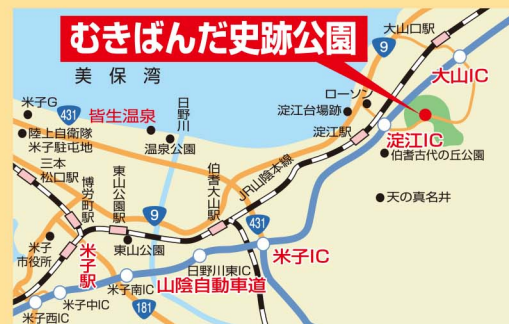 むきばんだ史跡公園
9
大山口駅
美保湾
大山IC
ローソン
淀江台場跡
米子G
431
皆生温泉
日野川
淀江駅
淀江IC
陸上自衛隊
米子駐屯地
温泉公園
伯耆古代の丘公園
三本
松口駅
博労町駅
東山公園駅
伯耆大山駅
JR山陰本線
天の真名井
9
431
米子
市役所
米子駅
東山公園
米子IC
日野川東IC
山陰自動車道
米子南IC
米子中IC
米子西IC
181